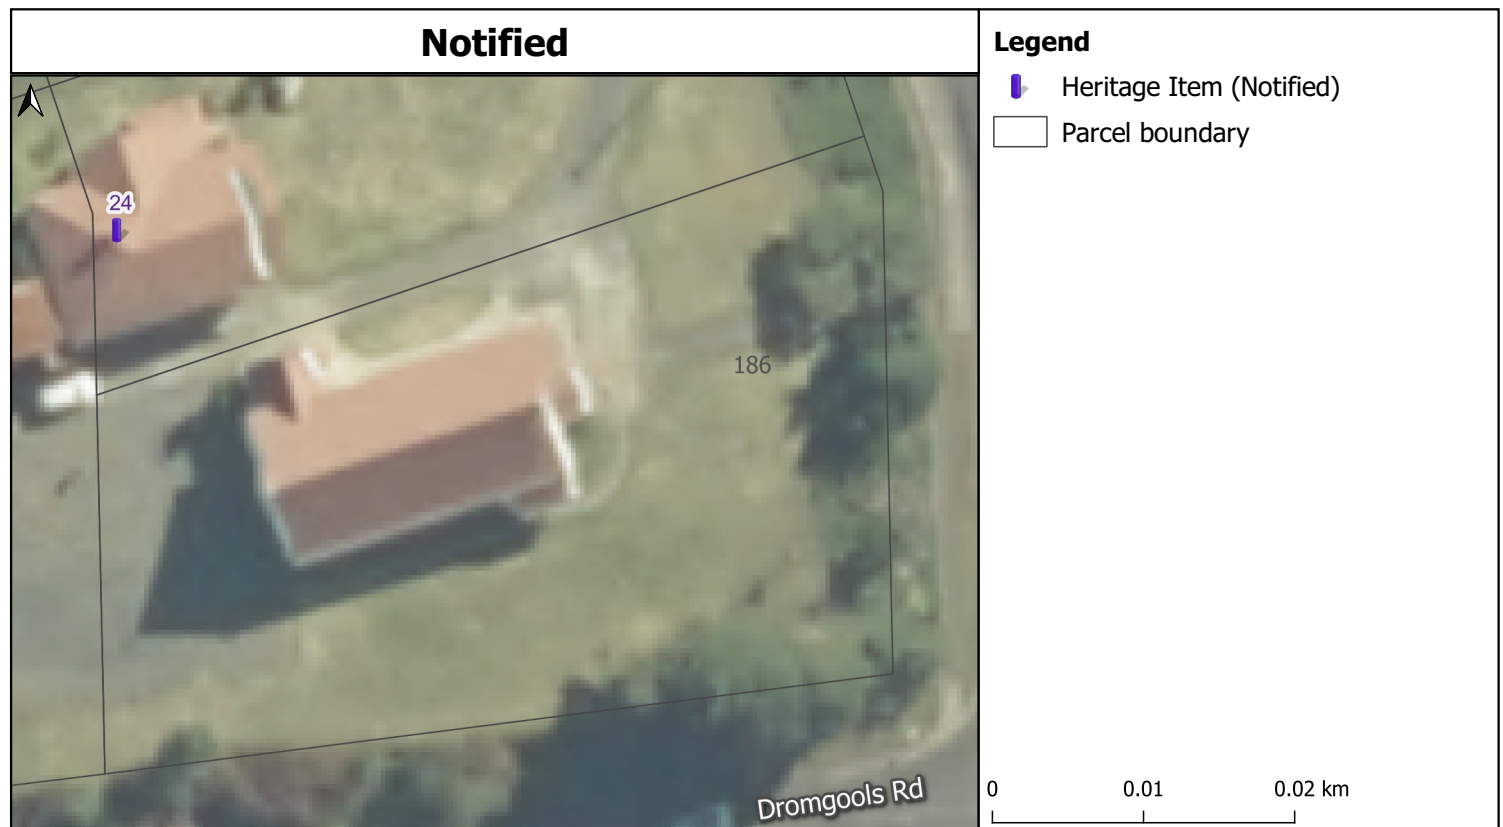 Notified
24
186
Dromgools Rd
Legend
Heritage Item (Notified)
Parcel boundary
0 0.01 0.02 km